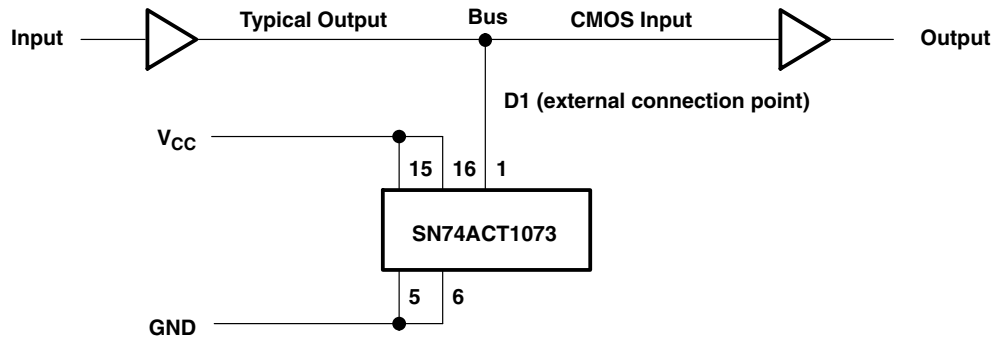 Input
Typical Output
Bus
CMOS Input
Output
D1 (external connection point)
VCC
15
16
1
SN74ACT1073
5
6
GND